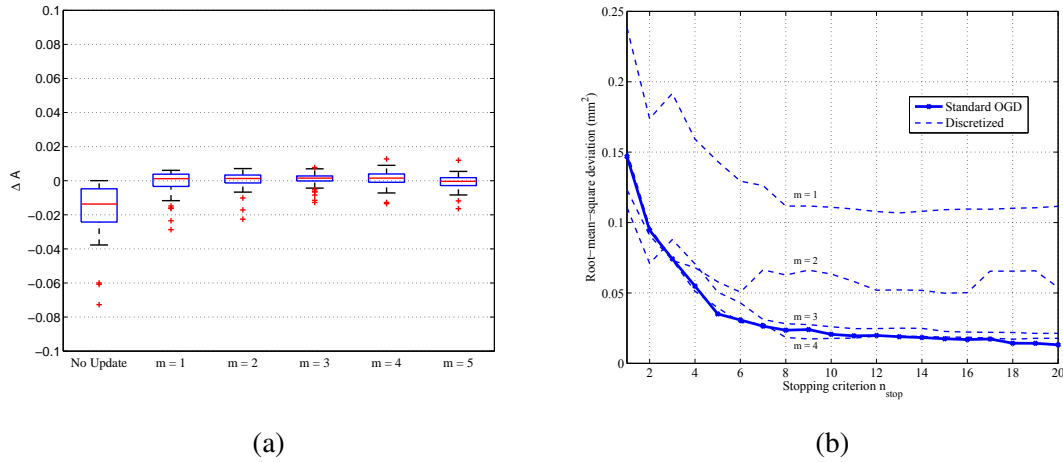 0.1
0.08
0.06
0.04
0.02
0
−0.02
−0.04
−0.06
−0.08
−0.1
Δ A
No Update m = 1 m = 2 m = 3 m = 4 m = 5
(a)
0.25
0.2
0.15
0.1
0.05
0
Root−mean−square deviation (mm²)
Standard OGD
Discretized
m = 1
m = 2
m = 3
m = 4
2 4 6 8 10 12 14 16 18 20
Stopping criterion n_stop
(b)